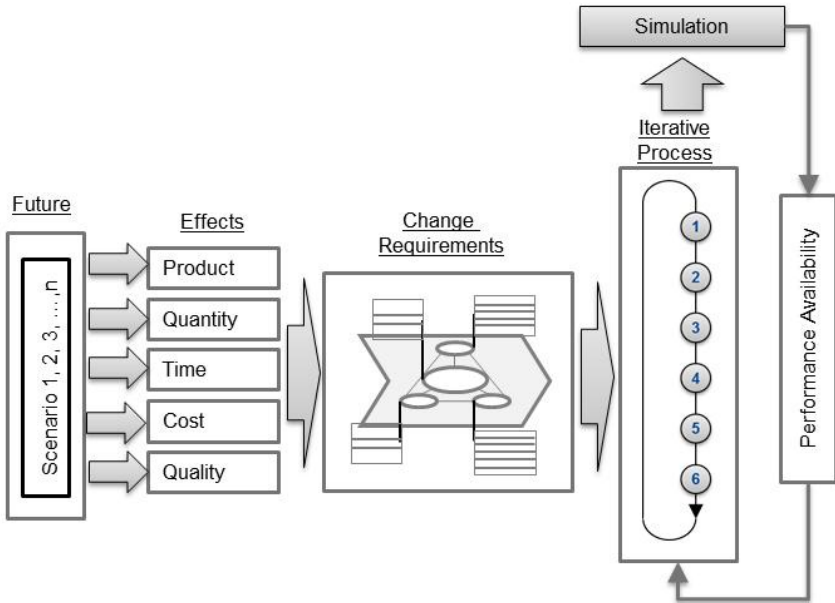 Simulation
Iterative
Process
Future
Effects
Change
Requirements
Scenario 1, 2, 3, ...,n
Product
Quantity
Time
Cost
Quality
1
2
3
4
5
6
Performance Availability